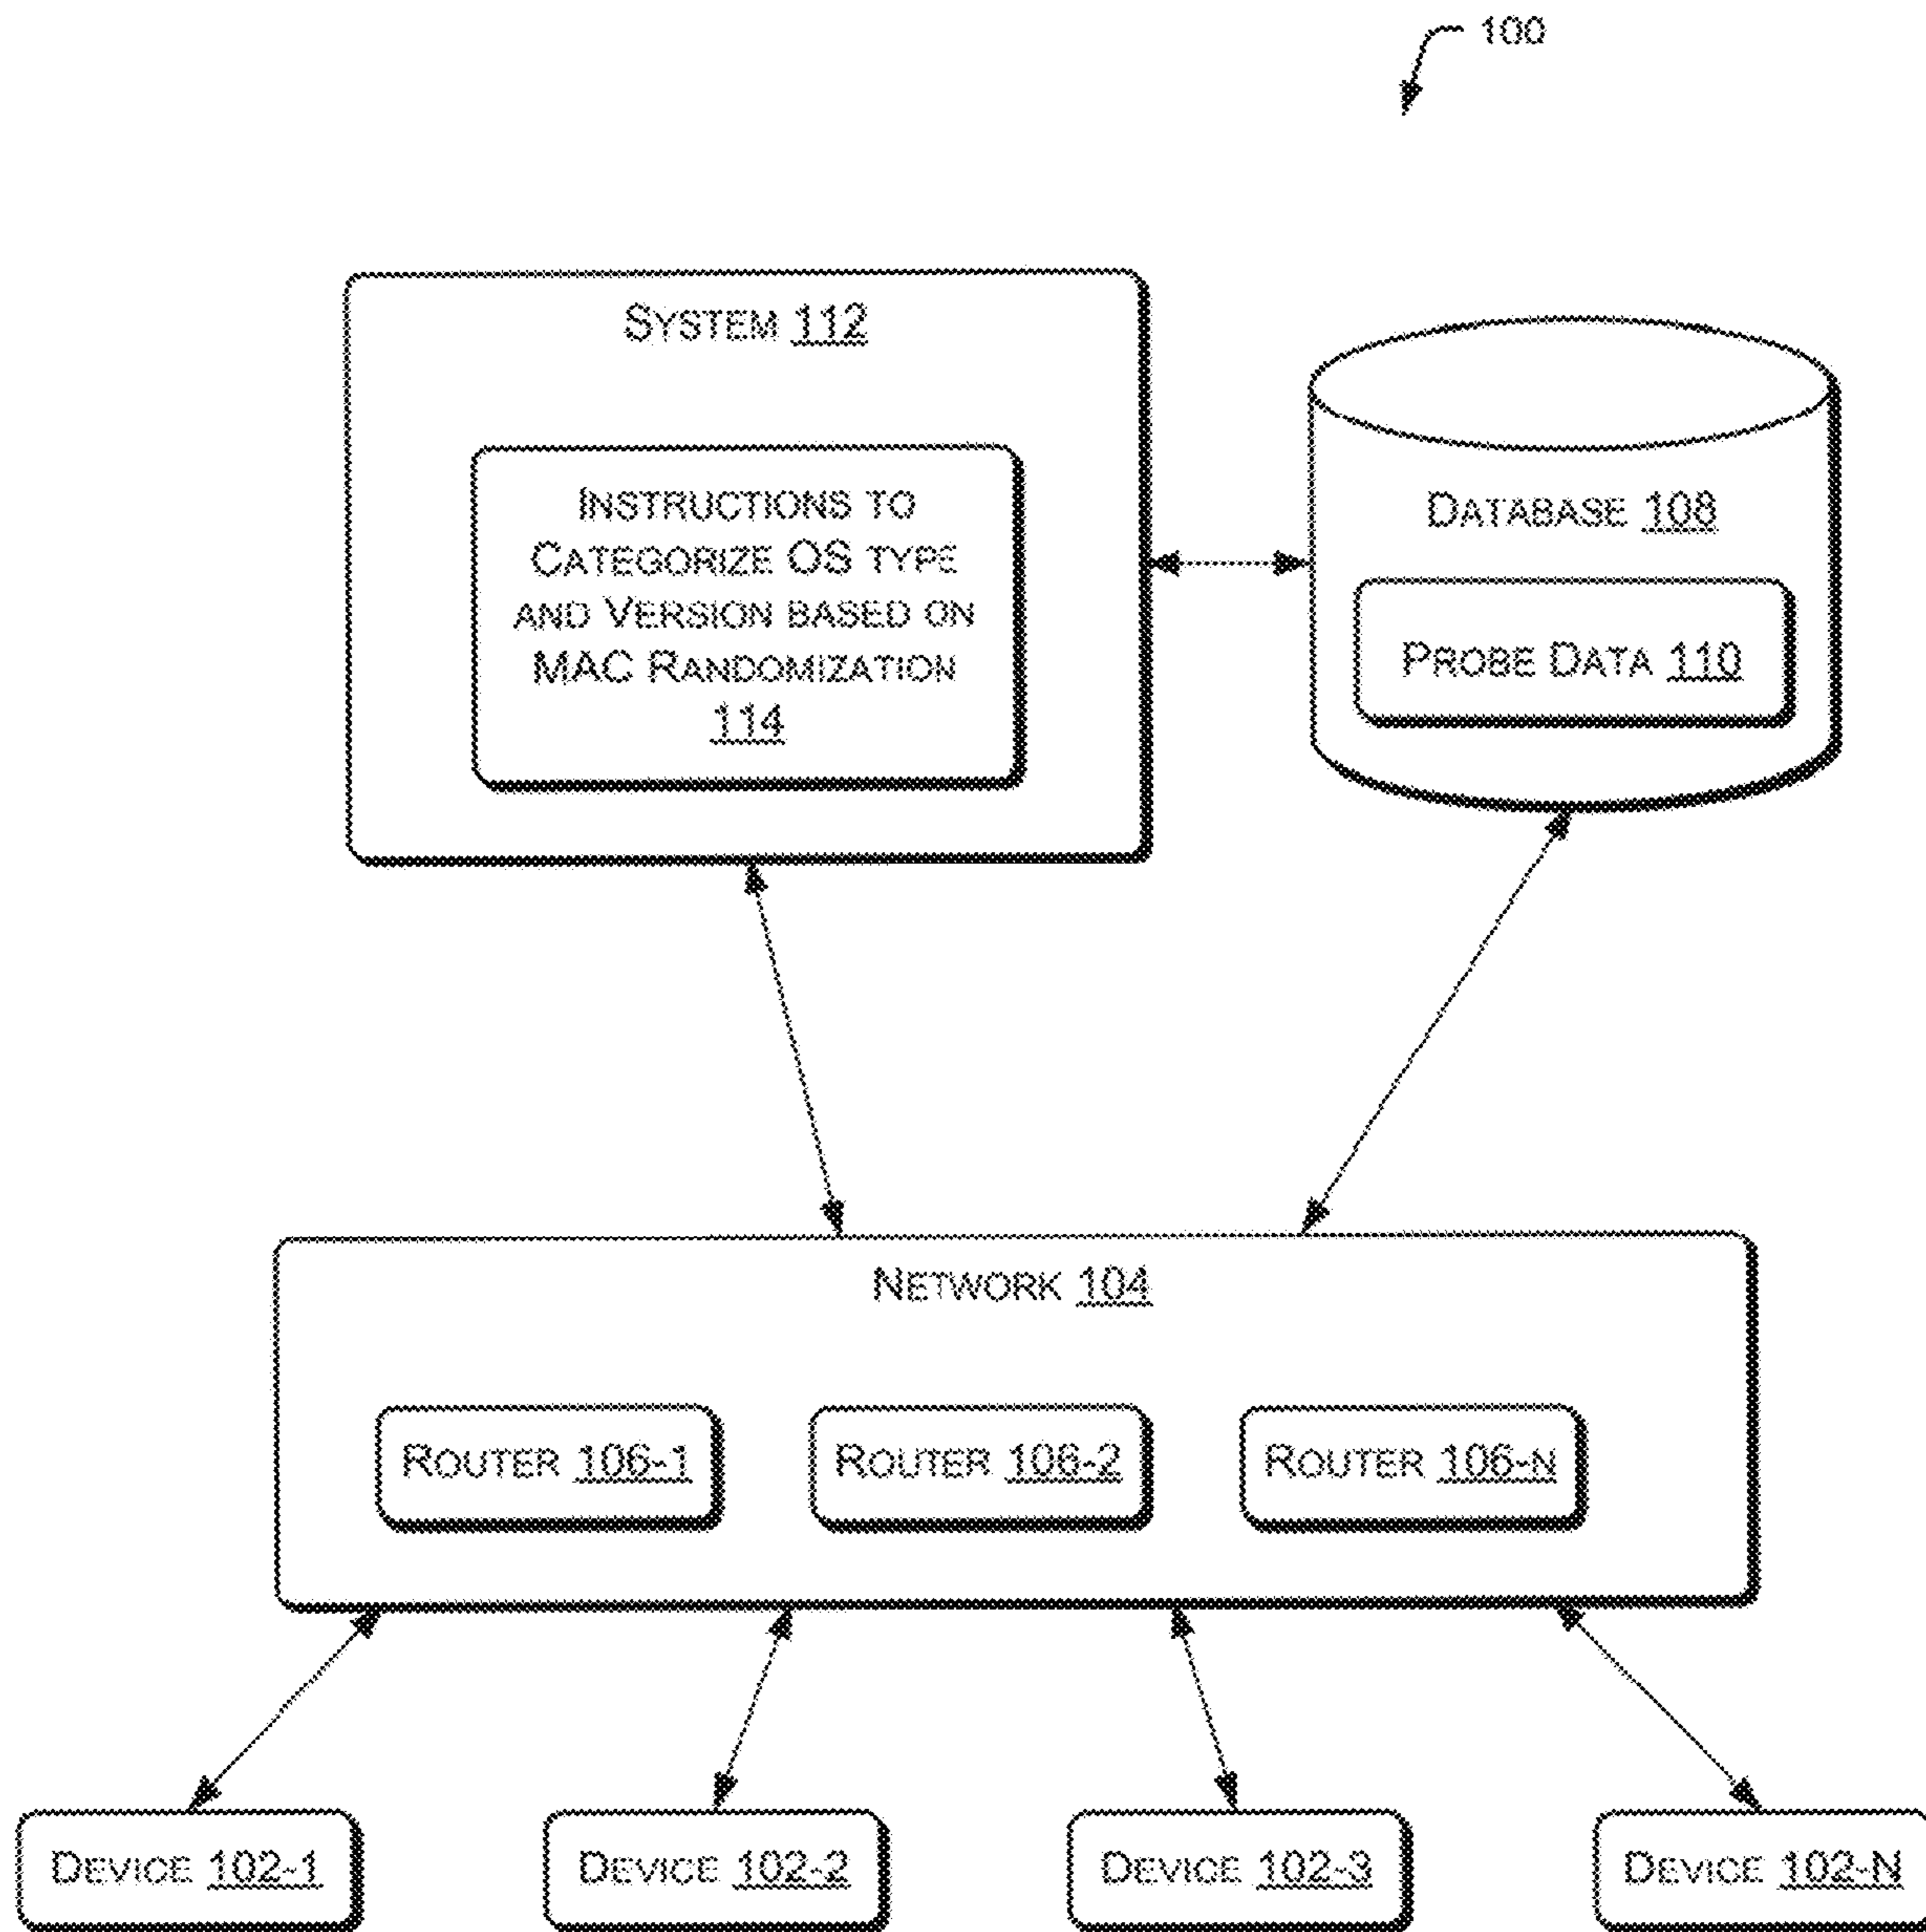 100
SYSTEM 112
INSTRUCTIONS TO
CATEGORIZE OS TYPE
AND VERSION BASED ON
MAC RANDOMIZATION
114
DATABASE 108
PROBE DATA 110
NETWORK 104
ROUTER 106-1
ROUTER 106-2
ROUTER 106-N
DEVICE 102-1
DEVICE 102-2
DEVICE 102-3
DEVICE 102-N